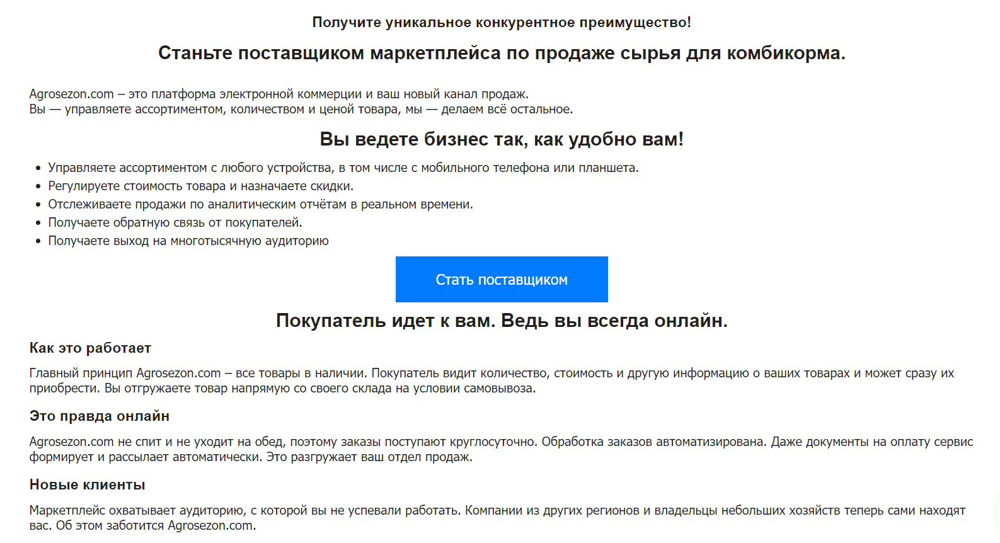 Получите уникальное конкурентное преимущество!
Станьте поставщиком маркетплейса по продаже сырья для комбикорма.
Agrosezon.com – это платформа электронной коммерции и ваш новый канал продаж.
Вы — управляете ассортиментом, количеством и ценой товара, мы — делаем всё остальное.
Вы ведете бизнес так, как удобно вам!
• Управляете ассортиментом с любого устройства, в том числе с мобильного телефона или планшета.
• Регулируете стоимость товара и назначаете скидки.
• Отслеживаете продажи по аналитическим отчётам в реальном времени.
• Получаете обратную связь от покупателей.
• Получаете выход на многотысячную аудиторию
Стать поставщиком
Покупатель идет к вам. Ведь вы всегда онлайн.
Как это работает
Главный принцип Agrosezon.com – все товары в наличии. Покупатель видит количество, стоимость и другую информацию о ваших товарах и может сразу их
приобрести. Вы отгружаете товар напрямую со своего склада на условии самовывоза.
Это правда онлайн
Agrosezon.com не спит и не уходит на обед, поэтому заказы поступают круглосуточно. Обработка заказов автоматизирована. Даже документы на оплату сервис
формирует и рассылает автоматически. Это разгружает ваш отдел продаж.
Новые клиенты
Маркетплейс охватывает аудиторию, с которой вы не успевали работать. Компании из других регионов и владельцы небольших хозяйств теперь сами находят
вас. Об этом заботится Agrosezon.com.